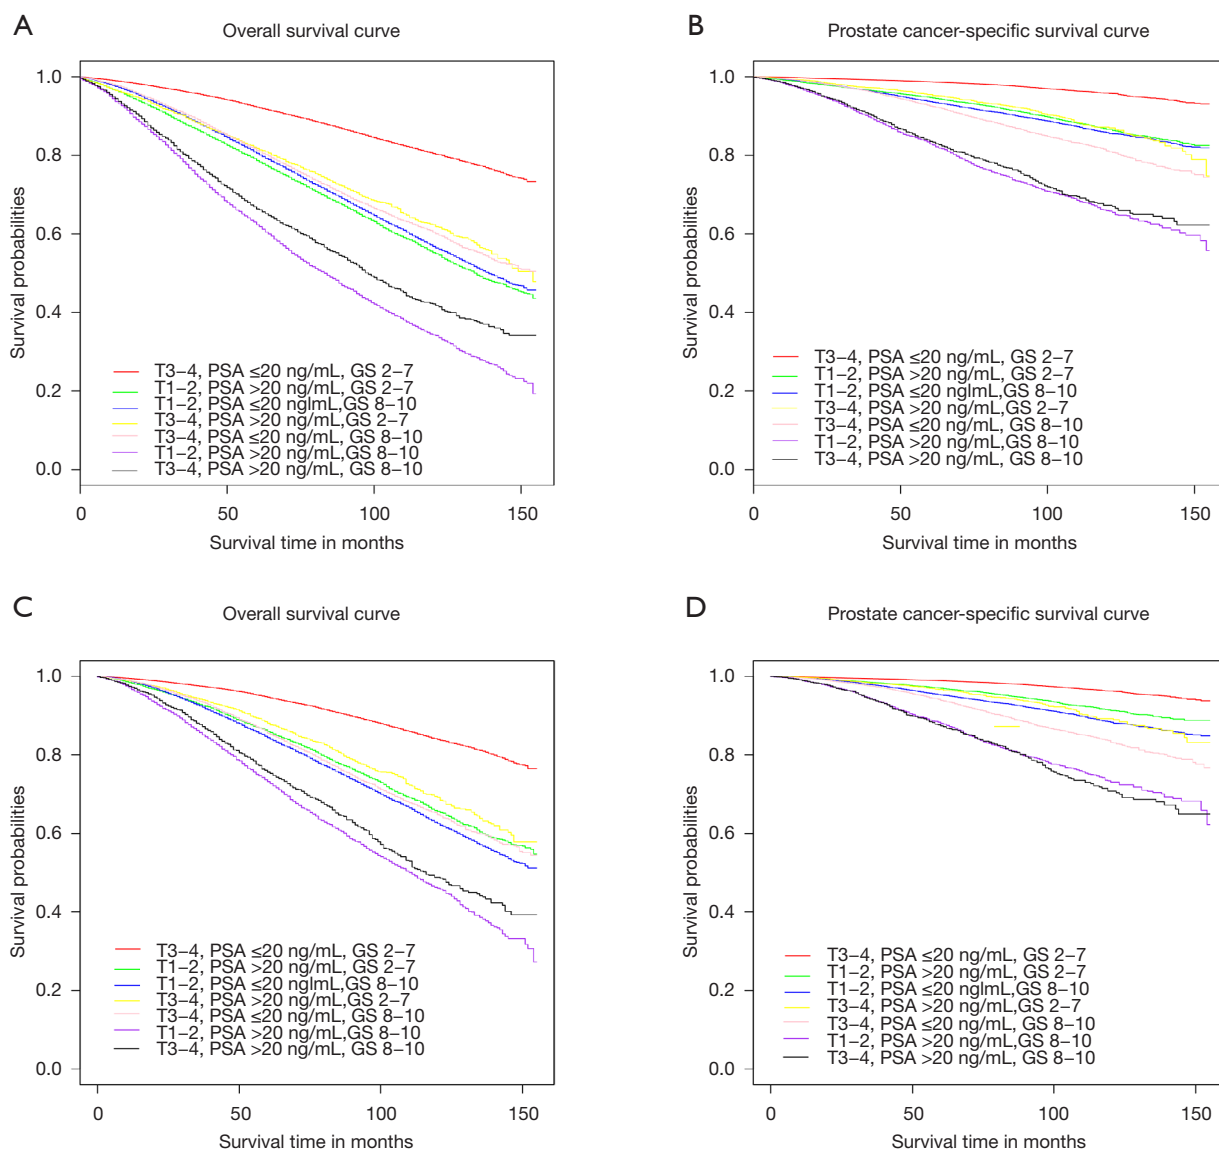 A
Overall survival curve
Survival probabilities
1.0
0.8
0.6
0.4
0.2
0.0
T3–4, PSA ≤20 ng/mL, GS 2–7
T1–2, PSA >20 ng/mL, GS 2–7
T1–2, PSA ≤20 nglmL,GS 8–10
T3–4, PSA >20 ng/mL,GS 2–7
T3–4, PSA ≤20 ng/mL, GS 8–10
T1–2, PSA >20 ng/mL,GS 8–10
T3–4, PSA >20 ng/mL, GS 8–10
0 50 100 150
Survival time in months
B
Prostate cancer-specific survival curve
Survival probabilities
1.0
0.8
0.6
0.4
0.2
0.0
T3–4, PSA ≤20 ng/mL, GS 2–7
T1–2, PSA >20 ng/mL, GS 2–7
T1–2, PSA ≤20 nglmL,GS 8–10
T3–4, PSA >20 ng/mL, GS 2–7
T3–4, PSA ≤20 ng/mL, GS 8–10
T1–2, PSA >20 ng/mL,GS 8–10
T3–4, PSA >20 ng/mL, GS 8–10
0 50 100 150
Survival time in months
C
Overall survival curve
Survival probabilities
1.0
0.8
0.6
0.4
0.2
0.0
T3–4, PSA ≤20 ng/mL, GS 2–7
T1–2, PSA >20 ng/mL, GS 2–7
T1–2, PSA ≤20 nglmL,GS 8–10
T3–4, PSA >20 ng/mL,GS 2–7
T3–4, PSA ≤20 ng/mL, GS 8–10
T1–2, PSA >20 ng/mL,GS 8–10
T3–4, PSA >20 ng/mL, GS 8–10
0 50 100 150
Survival time in months
D
Prostate cancer-specific survival curve
Survival probabilities
1.0
0.8
0.6
0.4
0.2
0.0
T3–4, PSA ≤20 ng/mL, GS 2–7
T1–2, PSA >20 ng/mL, GS 2–7
T1–2, PSA ≤20 nglmL,GS 8–10
T3–4, PSA >20 ng/mL, GS 2–7
T3–4, PSA ≤20 ng/mL, GS 8–10
T1–2, PSA >20 ng/mL,GS 8–10
T3–4, PSA >20 ng/mL, GS 8–10
0 50 100 150
Survival time in months